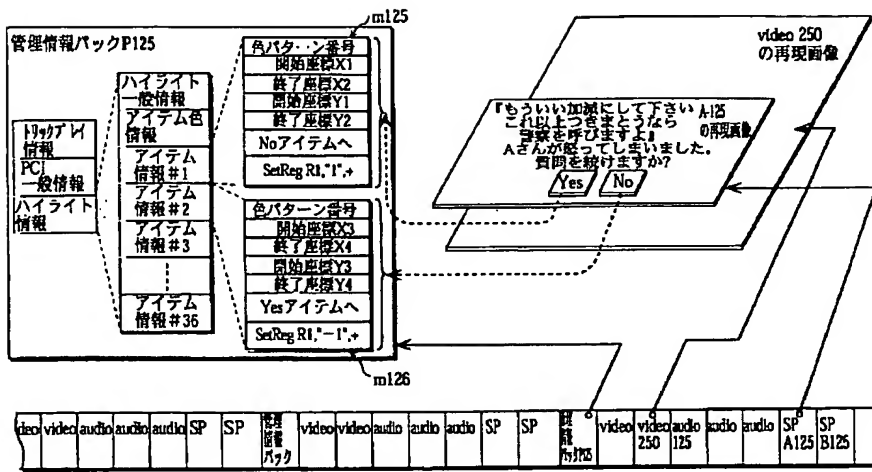 m125
管理情報パックP125
トリックプレイ
情報
PCI
一般情報
ハイライト
情報
ハイライト
一般情報
アイテム色
情報
アイテム
情報#1
アイテム
情報#2
アイテム
情報#3
アイテム
情報#36
色パターン番号
開始座標X1
終了座標X2
開始座標Y1
終了座標Y2
Noアイテムへ
SetReg R1,"1",+
色パターン番号
開始座標X3
終了座標X4
開始座標Y3
終了座標Y4
Yesアイテムへ
SetReg R1,"-1",+
m126
video 250
の再現画像
『もういい加減にして下さい
これ以上つきまとうなら
警察を呼びますよ』
Aさんが怒ってしまいました。
質問を続けますか?
Yes No
A-125
の再現画像
deo video audio audio audio SP SP 管理情報パック video video audio audio audio SP SP video video 250 audio 125 audio audio SP A125 SP B125